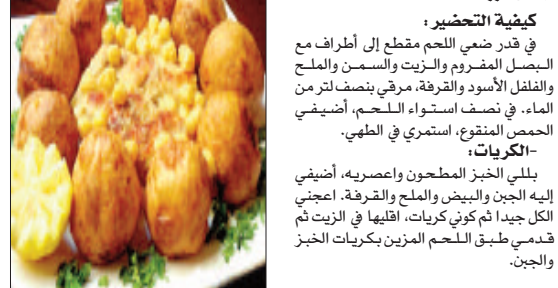 كيفية التحضير:
في قدر ضعي اللحم مقطع إلى أطراف مع
البصل المفروم والزيت والسمن والملح
والفلفل الأسود والقرفة، مرقي بنصف لتر من
الماء. في نصف استواء اللحم، أضيفي
الحمص المنقوع، استمري في الطهي.
-الكريات:
بللي الخبز المطحون واعصريه، أضيفي
إليه الجبن والبيض والملح والقرفة. اعجني
الكل جيدا ثم كوني كريات، اقليها في الزيت ثم
قدمي طبق اللحم المزين بكريات الخبز
والجبن.